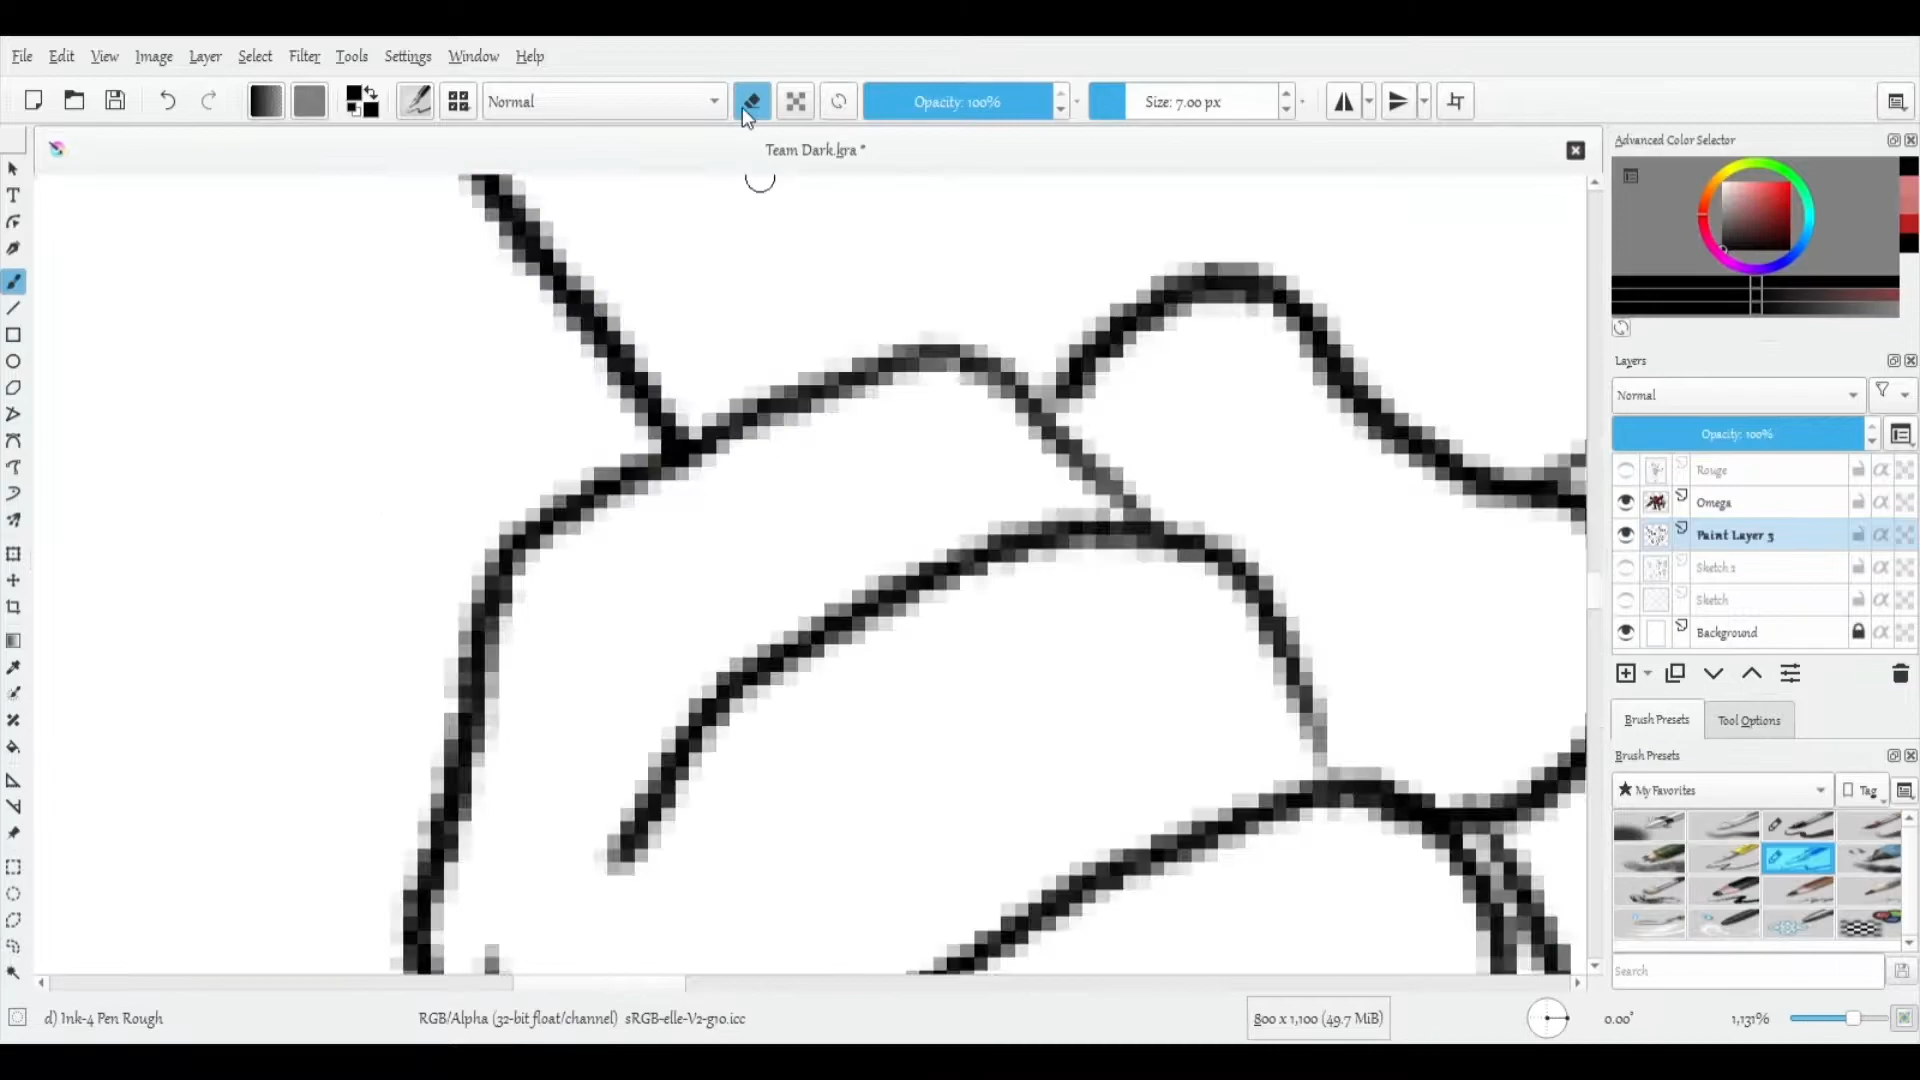 File Edit View Image Layer Select Filter Tools Settings Window Help
Normal
Opacity: 100%
Size: 7.00 px
Team Dark.kra *
Advanced Color Selector
Layers
Normal
Opacity: 100%
Rouge
Omega
Paint Layer 3
Sketch 2
Sketch
Background
Brush Presets Tool Options
Brush Presets
My Favorites
Tag
Search
d) Ink-4 Pen Rough
RGB/Alpha (32-bit float/channel) sRGB-elle-V2-g10.icc
800 x 1,100 (49.7 MiB)
0.00°
1,131%